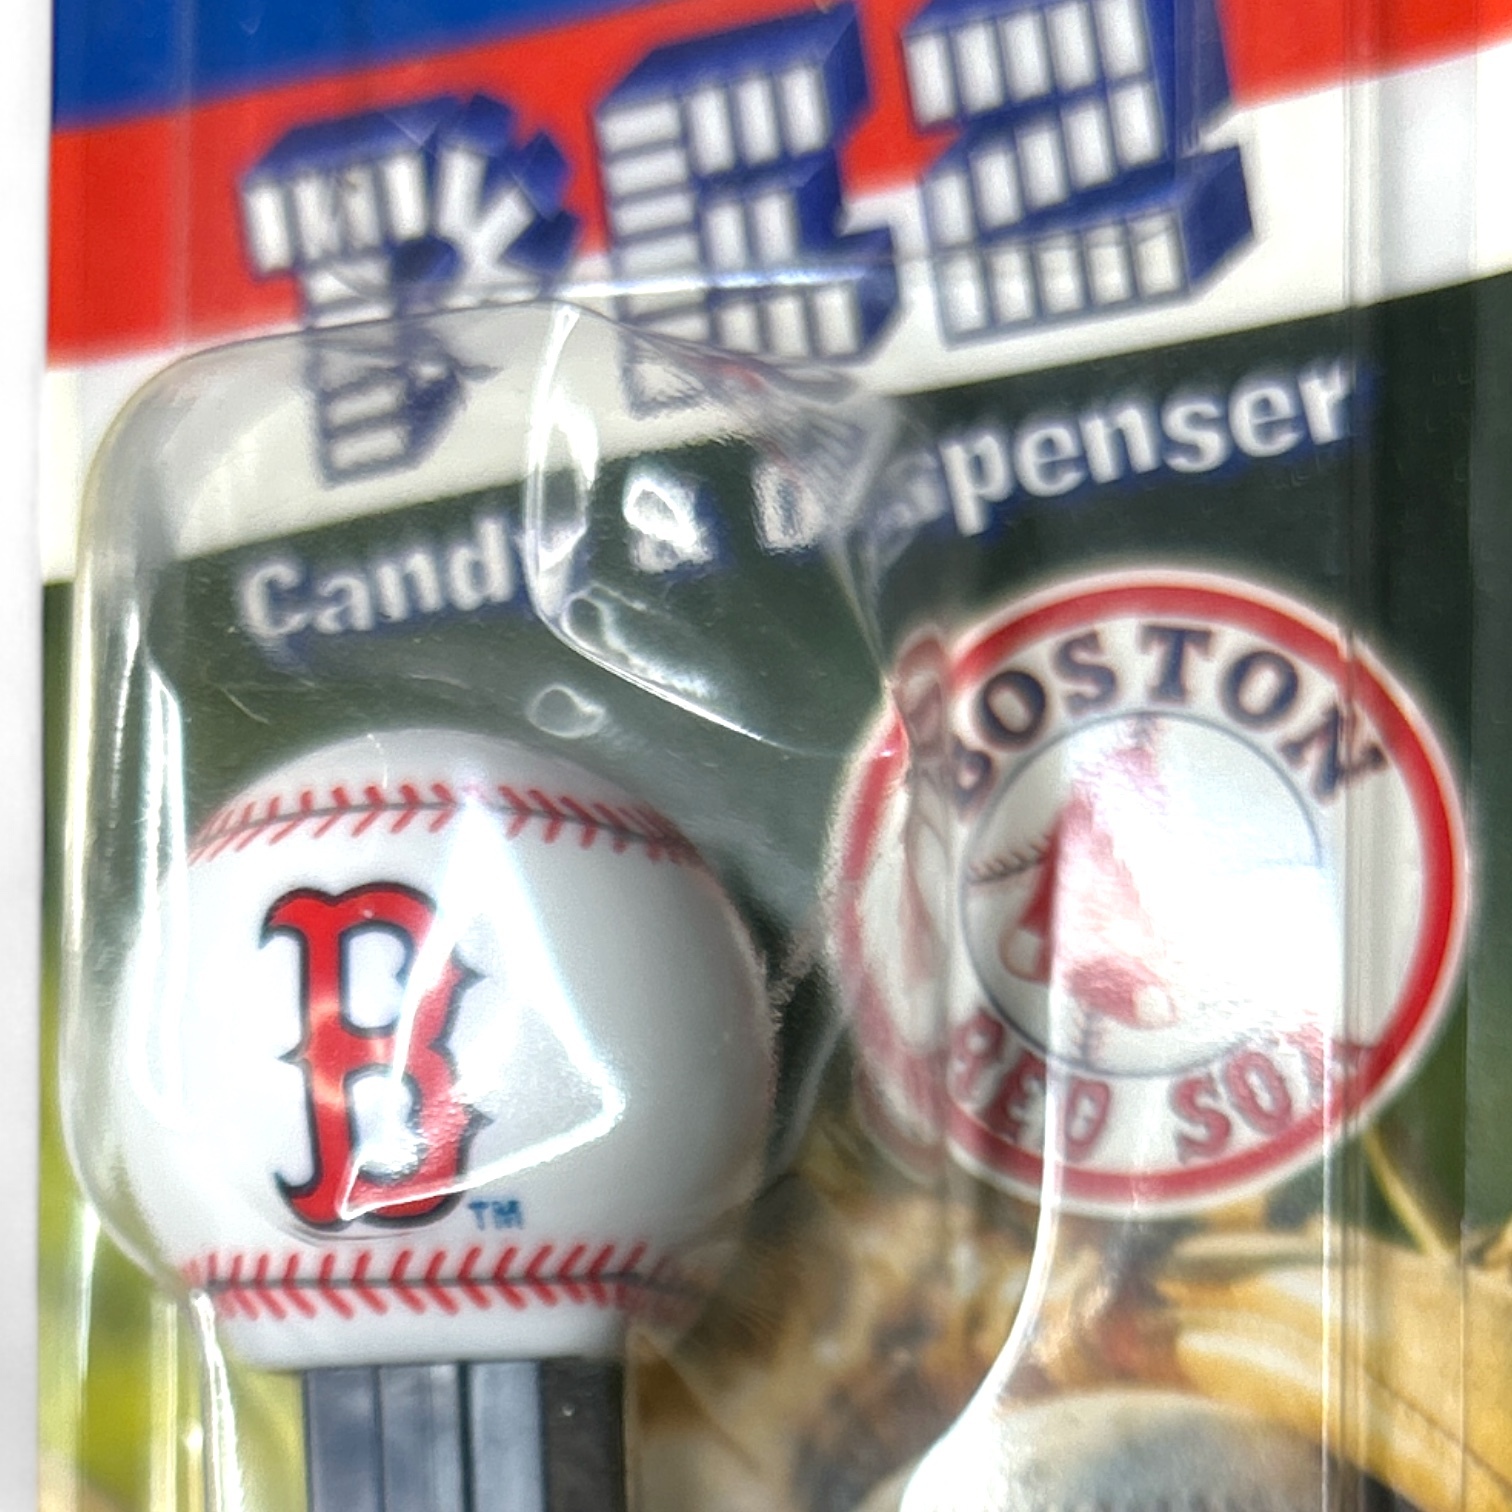 PEZ
Candy & Dispenser
BOSTON
RED SOX
B
TM